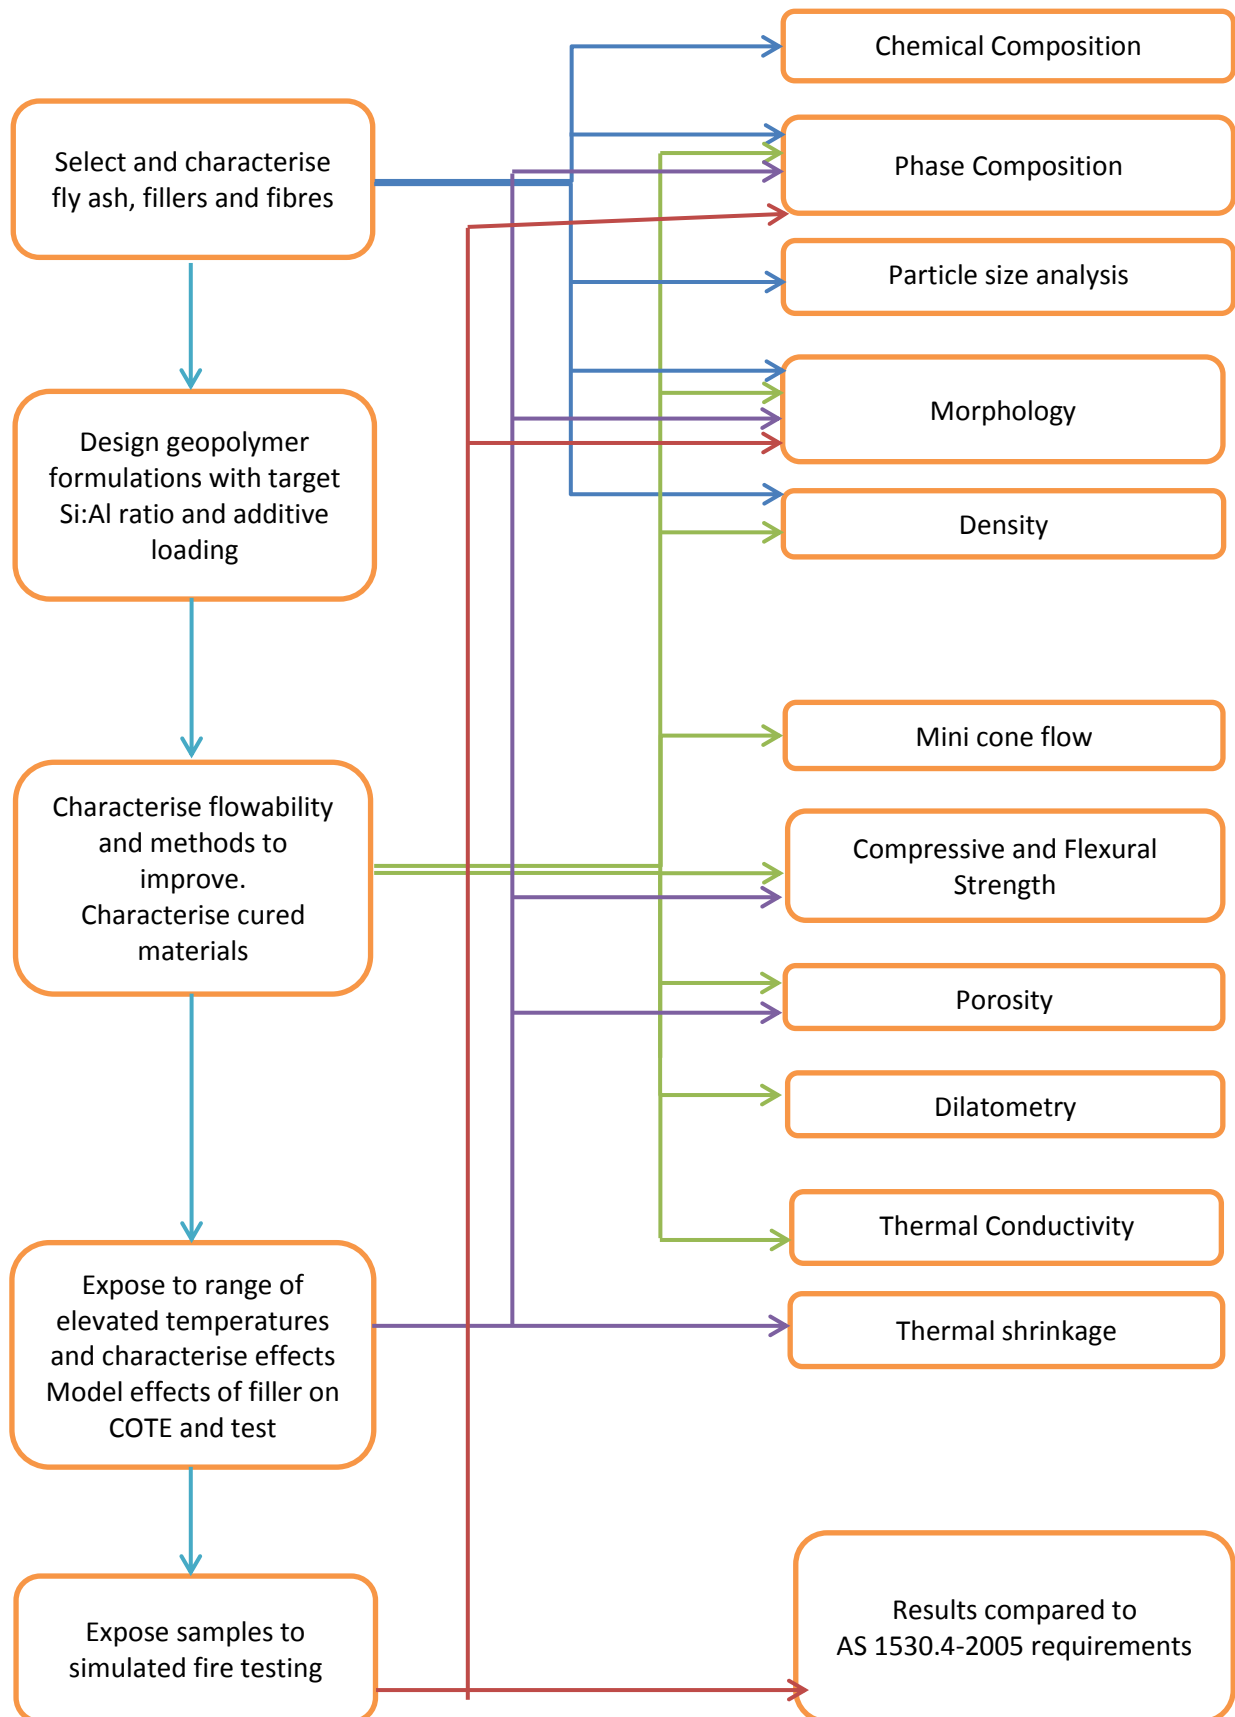 Chemical Composition
Select and characterise
fly ash, fillers and fibres
Phase Composition
Particle size analysis
Design geopolymer
formulations with target
Si:Al ratio and additive
loading
Morphology
Density
Mini cone flow
Characterise flowability
and methods to
improve.
Characterise cured
materials
Compressive and Flexural
Strength
Porosity
Dilatometry
Thermal Conductivity
Expose to range of
elevated temperatures
and characterise effects
Model effects of filler on
COTE and test
Thermal shrinkage
Expose samples to
simulated fire testing
Results compared to
AS 1530.4-2005 requirements